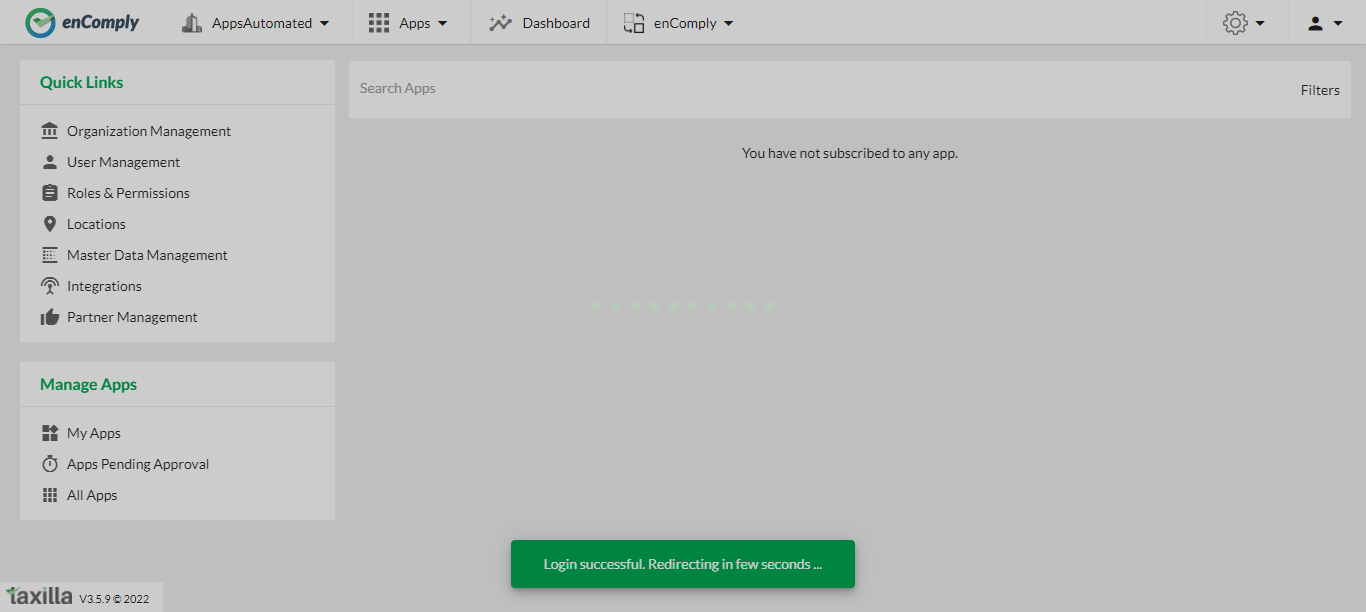 enComply
AppsAutomated
Apps
Dashboard
enComply
Quick Links
Organization Management
User Management
Roles & Permissions
Locations
Master Data Management
Integrations
Partner Management
Manage Apps
My Apps
Apps Pending Approval
All Apps
Search Apps
Filters
You have not subscribed to any app.
Login successful. Redirecting in few seconds ...
taxilla V3.5.9 © 2022